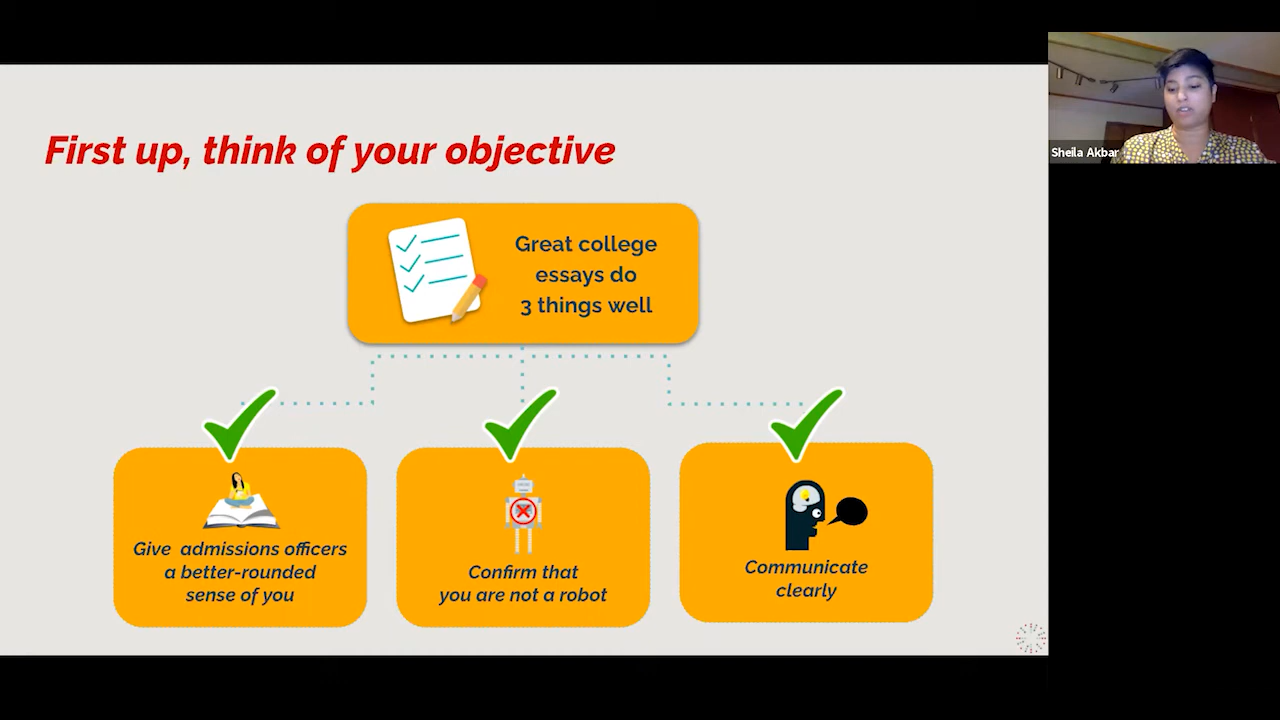 First up, think of your objective
Sheila Akbar
Great college
essays do
3 things well
Give admissions officers
a better-rounded
sense of you
Confirm that
you are not a robot
Communicate
clearly